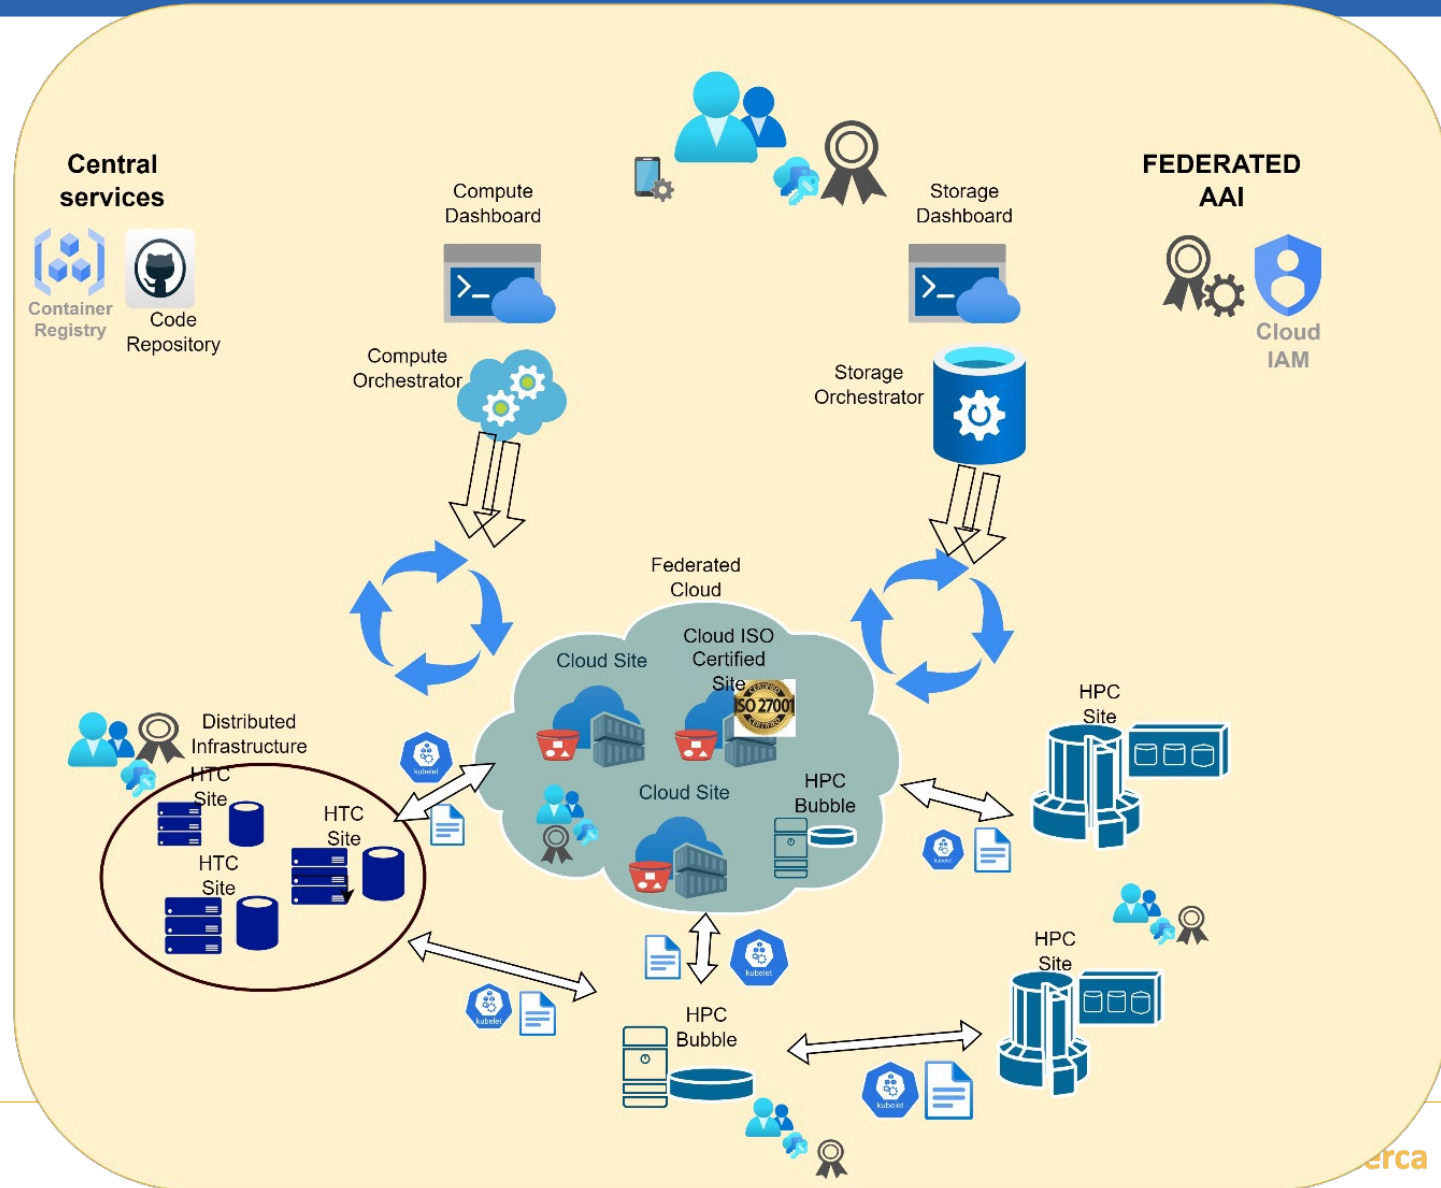 Central
services
Container
Registry
Code
Repository
Compute
Dashboard
Storage
Dashboard
FEDERATED
AAI
Cloud
IAM
Compute
Orchestrator
Storage
Orchestrator
Federated
Cloud
Cloud Site
Cloud ISO
Certified
Site
CERTIFIED
ISO 27001
CERTIFIED
Cloud Site
HPC
Bubble
Distributed
Infrastructure
HTC
Site
HTC
Site
HTC
Site
kubelet
HPC
Site
kubelet
kubelet
kubelet
HPC
Site
HPC
Bubble
kubelet
erca